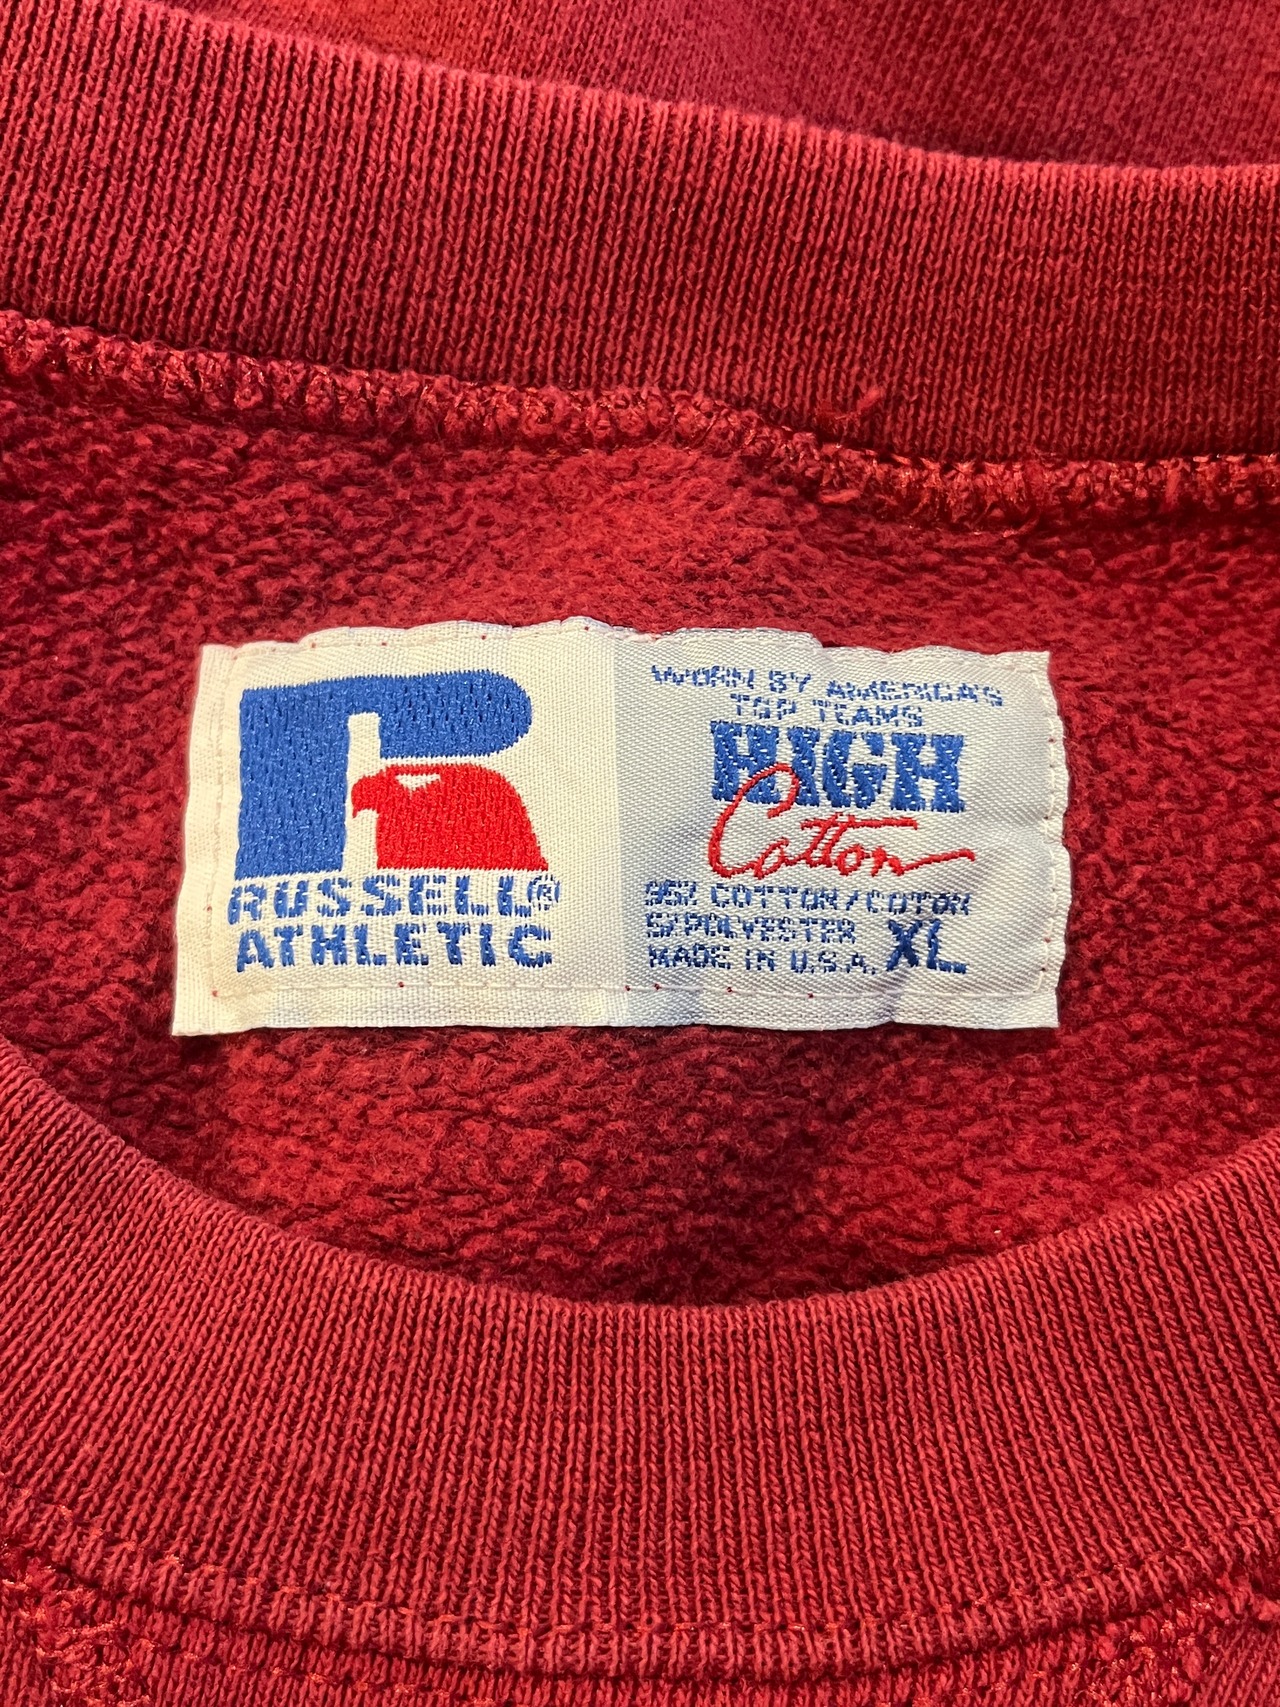 RUSSELL®
ATHLETIC
WORN BY AMERICA'S
TOP TEAMS
HIGH
Cotton
95% COTTON/COTON
5% POLYESTER
MADE IN U.S.A. XL